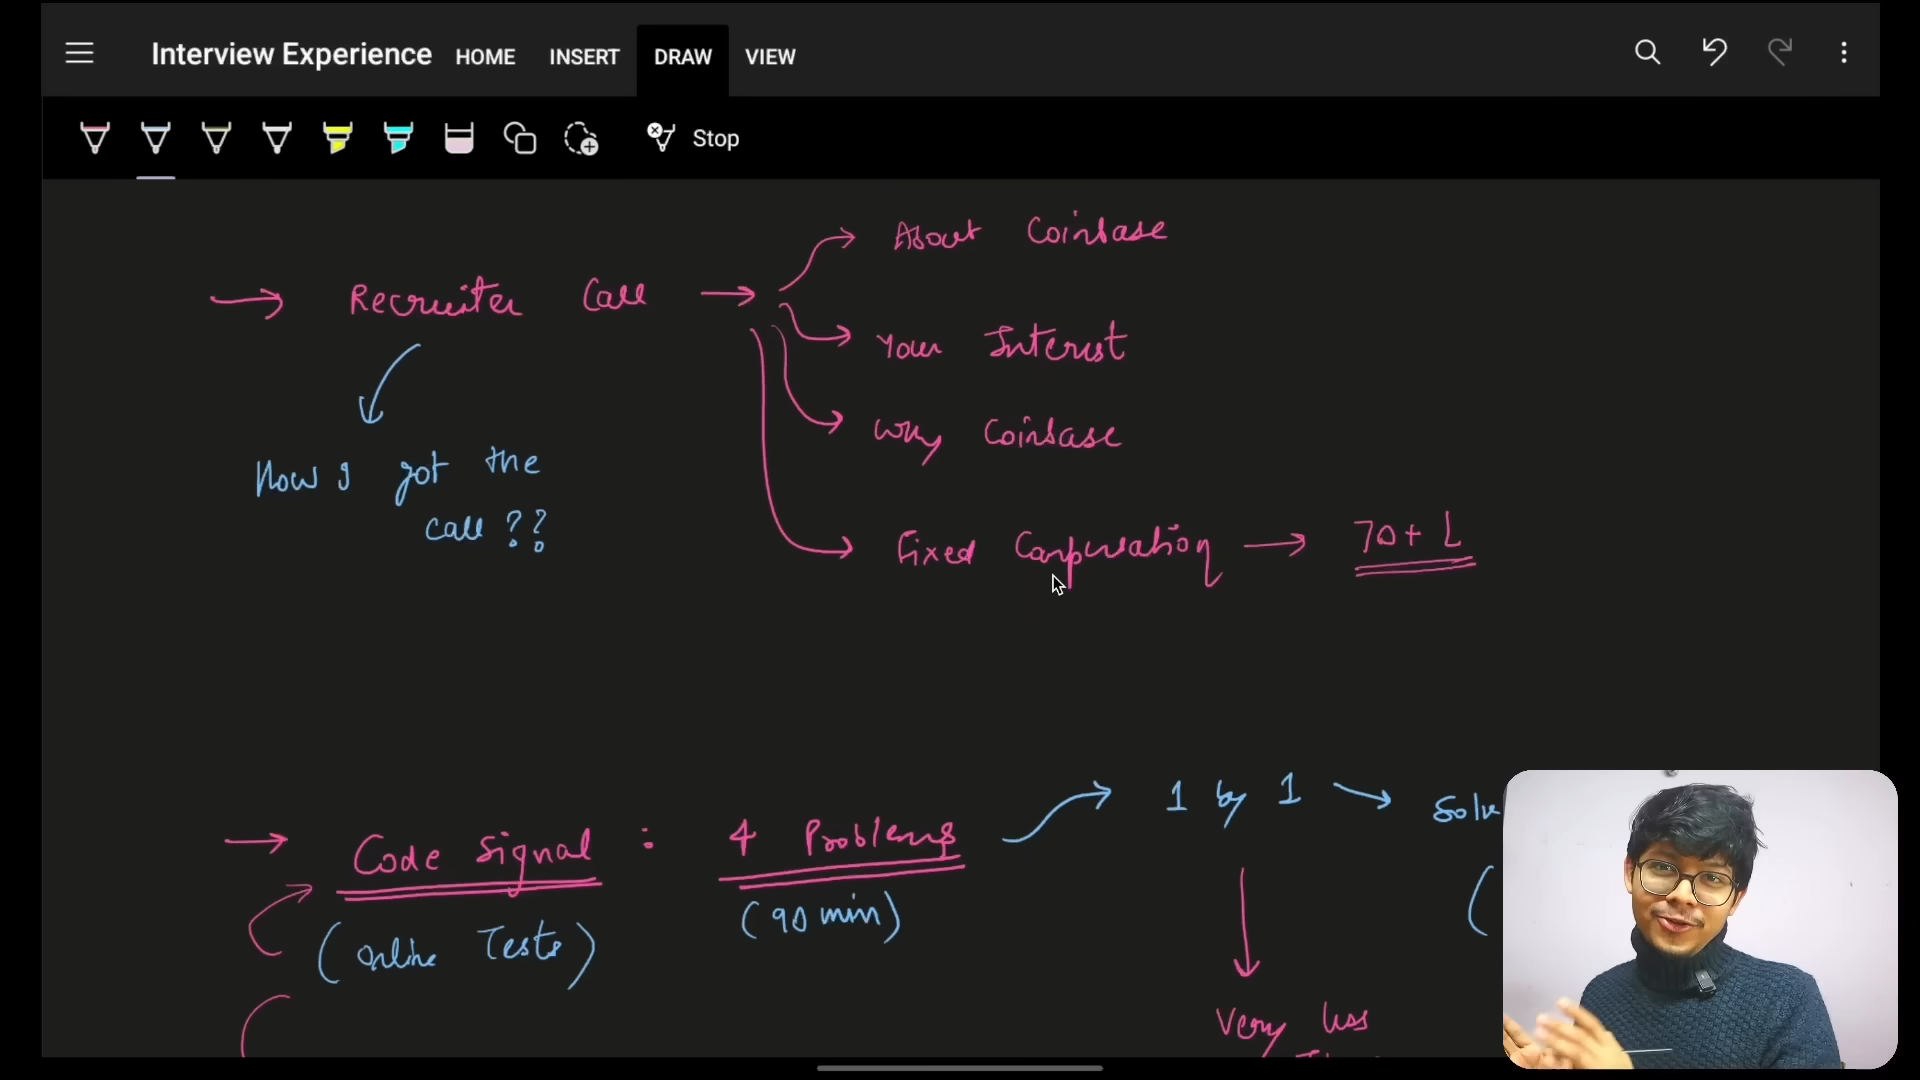 Interview Experience HOME INSERT DRAW VIEW
Stop
About Coinbase
→ Recruiter Call →
Your Interest
Why Coinbase
How I got the
call ??
Fixed Compensation → 70+ L
1 by 1 → Solve
→ Code Signal : 4 Problems
(90 min)
(Online Tests)
Very less